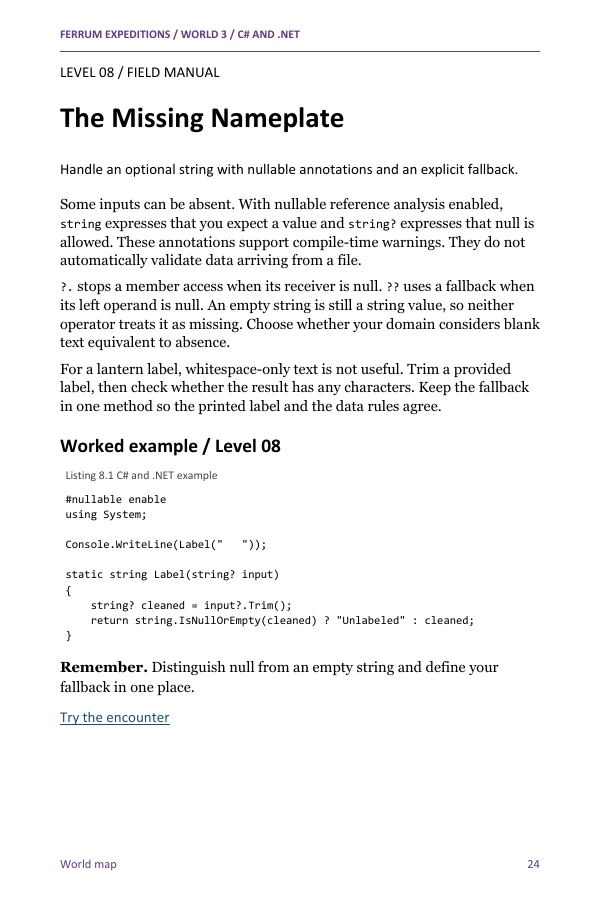 FERRUM EXPEDITIONS / WORLD 3 / C# AND .NET
LEVEL 08 / FIELD MANUAL
The Missing Nameplate
Handle an optional string with nullable annotations and an explicit fallback.
Some inputs can be absent. With nullable reference analysis enabled,
string expresses that you expect a value and string? expresses that null is
allowed. These annotations support compile-time warnings. They do not
automatically validate data arriving from a file.
?. stops a member access when its receiver is null. ?? uses a fallback when
its left operand is null. An empty string is still a string value, so neither
operator treats it as missing. Choose whether your domain considers blank
text equivalent to absence.
For a lantern label, whitespace-only text is not useful. Trim a provided
label, then check whether the result has any characters. Keep the fallback
in one method so the printed label and the data rules agree.
Worked example / Level 08
Listing 8.1 C# and .NET example
#nullable enable
using System;
Console.WriteLine(Label("   "));
static string Label(string? input)
{
    string? cleaned = input?.Trim();
    return string.IsNullOrEmpty(cleaned) ? "Unlabeled" : cleaned;
}
Remember. Distinguish null from an empty string and define your
fallback in one place.
Try the encounter
World map 24